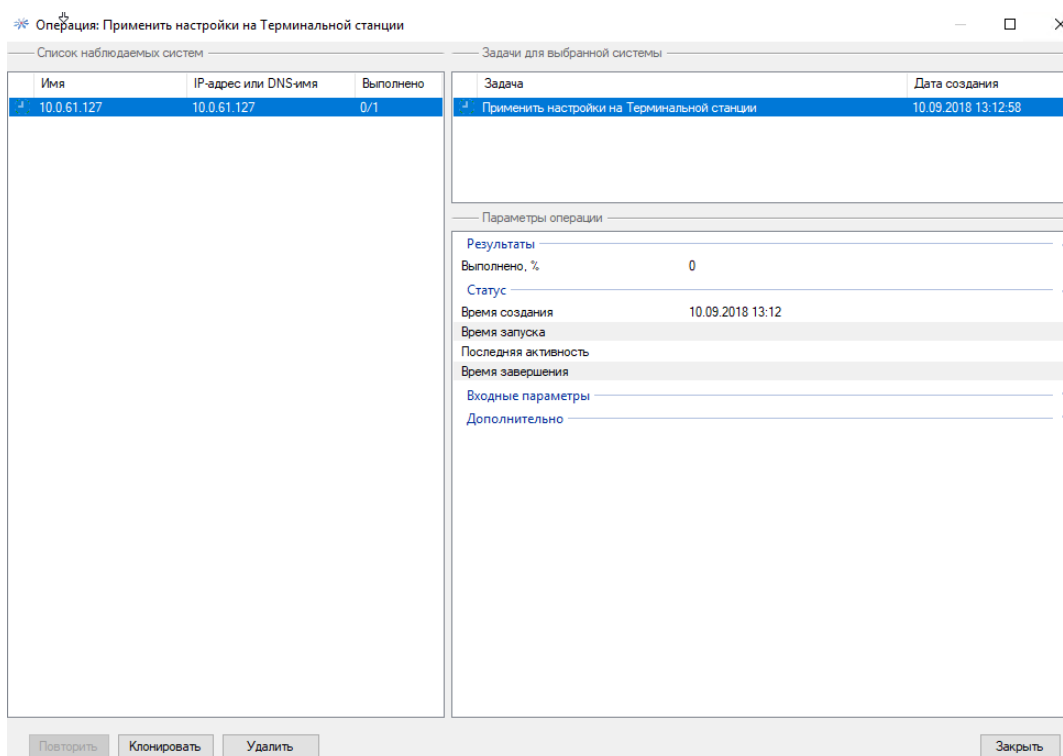 Операция: Применить настройки на Терминальной станции
Список наблюдаемых систем
Имя IP-адрес или DNS-имя Выполнено
10.0.61.127 10.0.61.127 0/1
Задачи для выбранной системы
Задача Дата создания
Применить настройки на Терминальной станции 10.09.2018 13:12:58
Параметры операции
Результаты
Выполнено, % 0
Статус
Время создания 10.09.2018 13:12
Время запуска
Последняя активность
Время завершения
Входные параметры
Дополнительно
Повторить Клонировать Удалить Закрыть